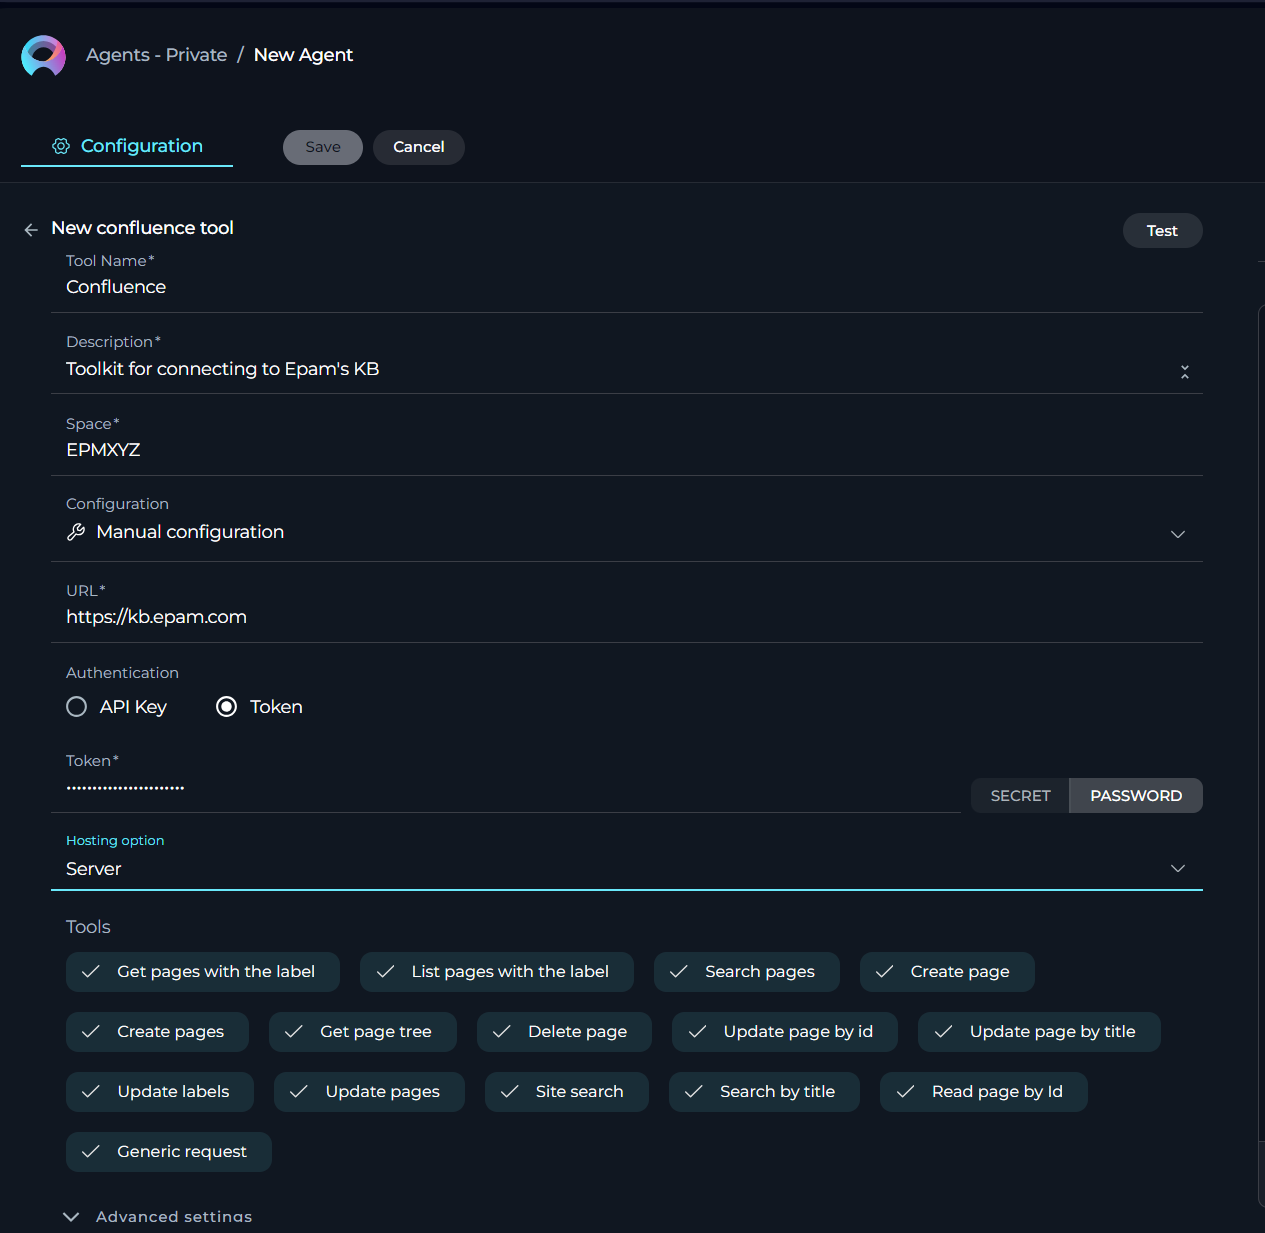 Agents - Private / New Agent
Configuration Save Cancel
New confluence tool Test
Tool Name*
Confluence
Description*
Toolkit for connecting to Epam's KB
Space*
EPMXYZ
Configuration
Manual configuration
URL*
https://kb.epam.com
Authentication
API Key Token
Token*
•••••••••••••••••••••••
SECRET PASSWORD
Hosting option
Server
Tools
Get pages with the label List pages with the label Search pages Create page
Create pages Get page tree Delete page Update page by id Update page by title
Update labels Update pages Site search Search by title Read page by Id
Generic request
Advanced settings